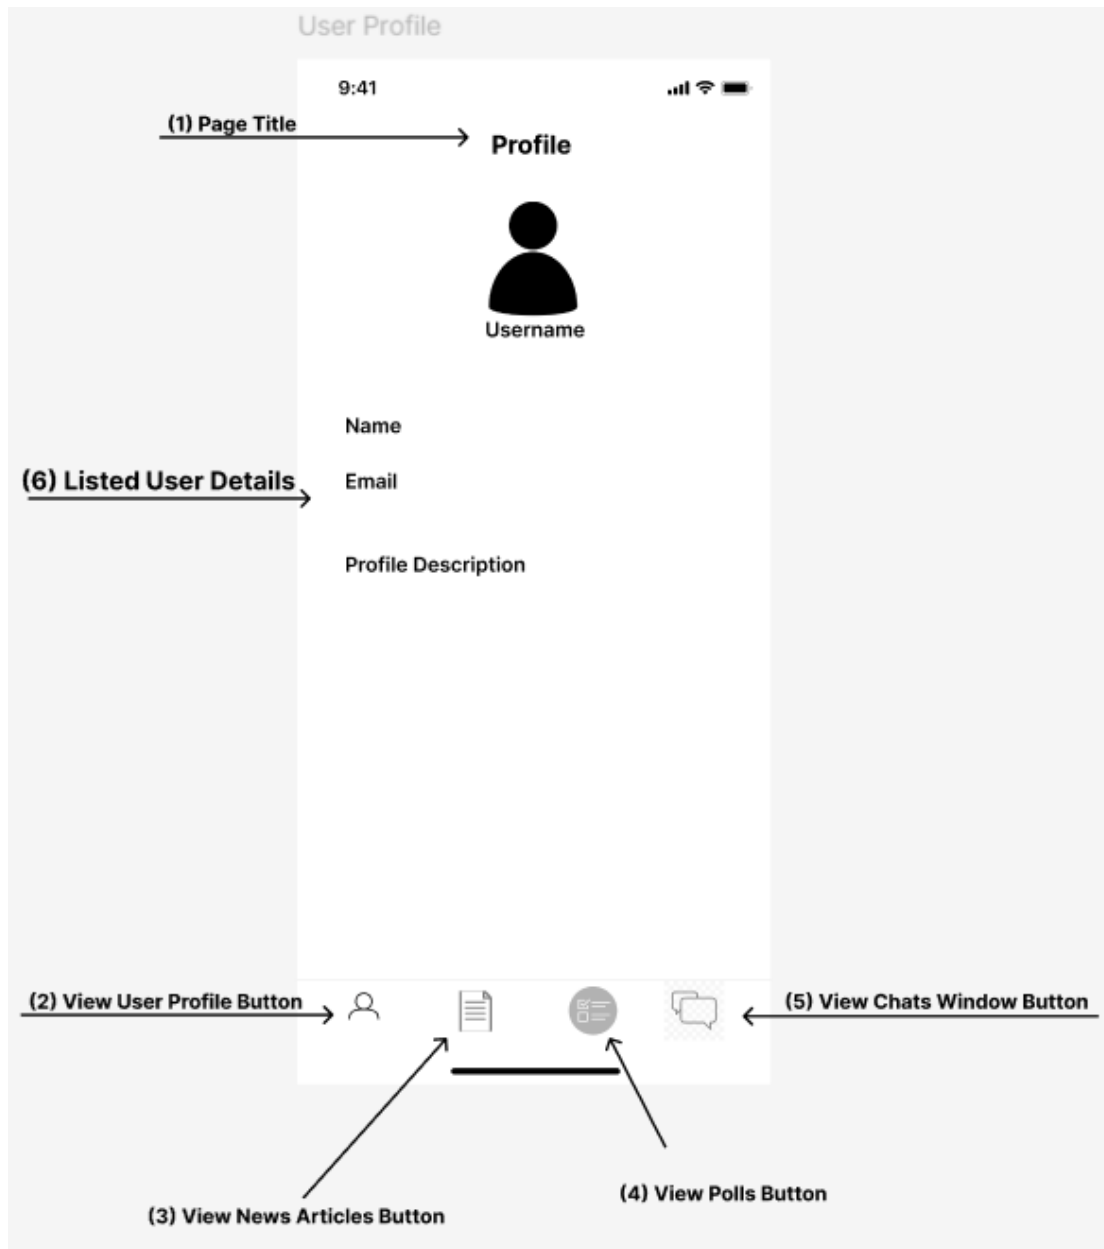 User Profile
9:41
(1) Page Title
Profile
Username
Name
(6) Listed User Details
Email
Profile Description
(2) View User Profile Button
(5) View Chats Window Button
(4) View Polls Button
(3) View News Articles Button